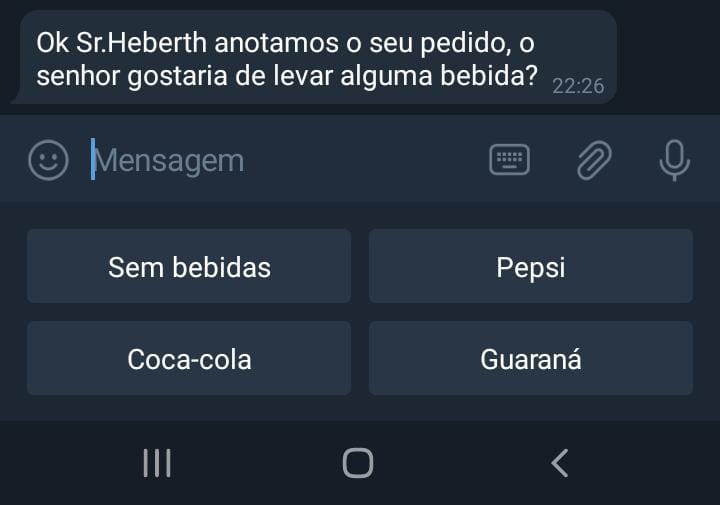 Ok Sr.Heberth anotamos o seu pedido, o
senhor gostaria de levar alguma bebida?
22:26
Mensagem
Sem bebidas
Pepsi
Coca-cola
Guaraná